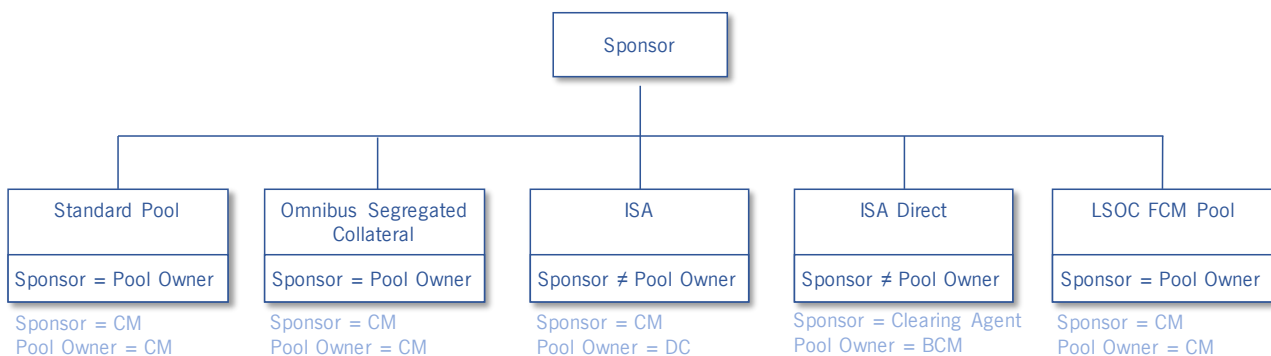 Sponsor
Standard Pool
Sponsor = Pool Owner
Sponsor = CM
Pool Owner = CM
Omnibus Segregated
Collateral
Sponsor = Pool Owner
Sponsor = CM
Pool Owner = CM
ISA
Sponsor ≠ Pool Owner
Sponsor = CM
Pool Owner = DC
ISA Direct
Sponsor ≠ Pool Owner
Sponsor = Clearing Agent
Pool Owner = BCM
LSOC FCM Pool
Sponsor = Pool Owner
Sponsor = CM
Pool Owner = CM